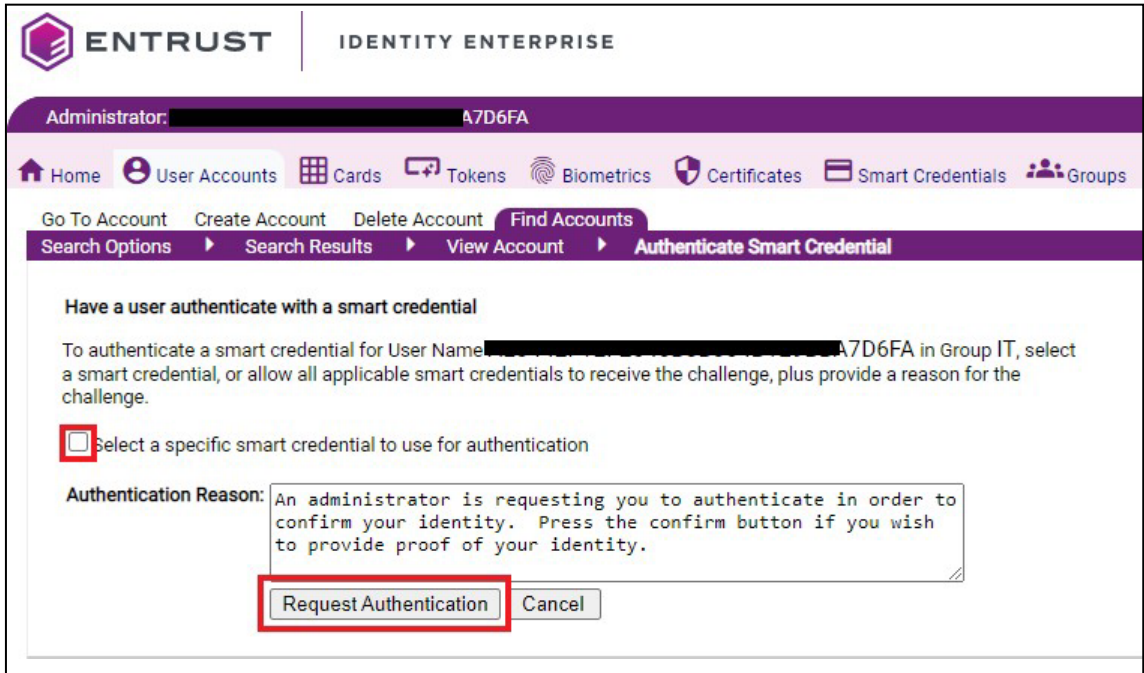 ENTRUST IDENTITY ENTERPRISE
Administrator: A7D6FA
Home User Accounts Cards Tokens Biometrics Certificates Smart Credentials Groups
Go To Account Create Account Delete Account Find Accounts
Search Options Search Results View Account Authenticate Smart Credential
Have a user authenticate with a smart credential
To authenticate a smart credential for User Name A7D6FA in Group IT, select
a smart credential, or allow all applicable smart credentials to receive the challenge, plus provide a reason for the
challenge.
Select a specific smart credential to use for authentication
Authentication Reason: An administrator is requesting you to authenticate in order to
confirm your identity. Press the confirm button if you wish
to provide proof of your identity.
Request Authentication Cancel